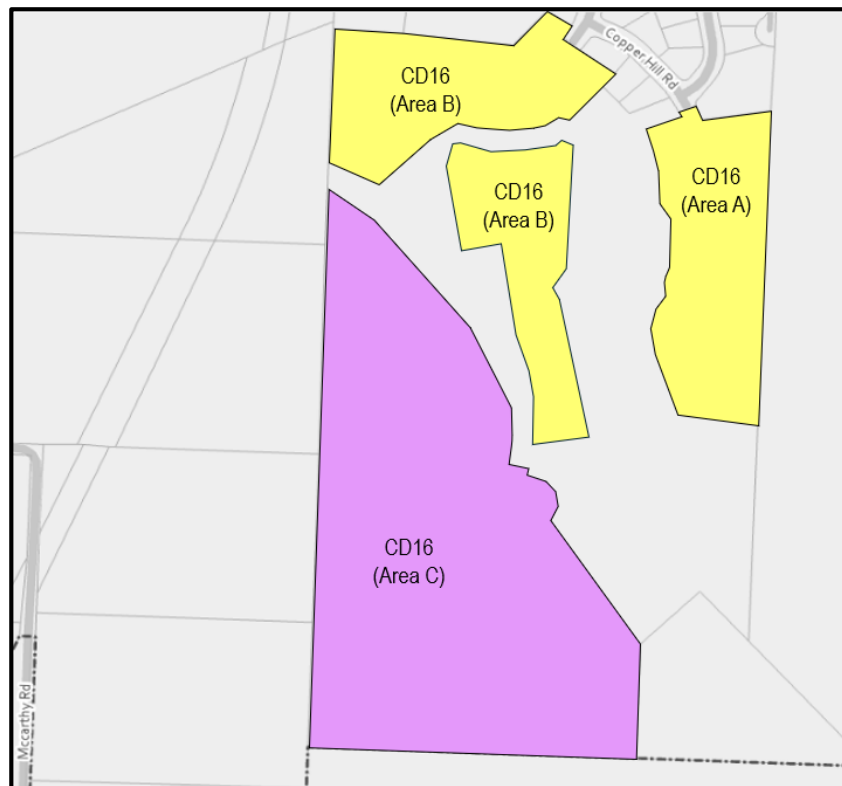 Copper Hill Rd
CD16
(Area B)
CD16
(Area B)
CD16
(Area A)
CD16
(Area C)
Mccarthy Rd